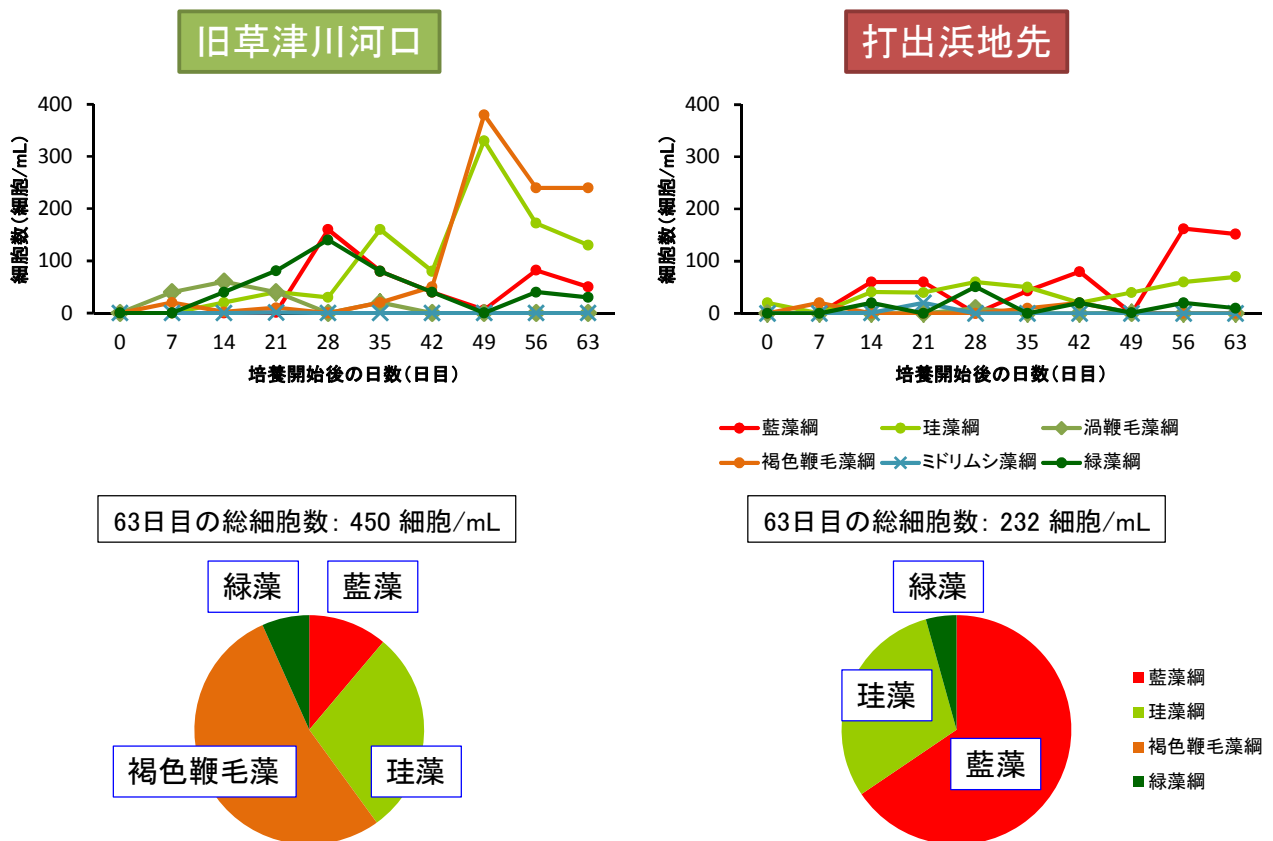 旧草津川河口
打出浜地先
細胞数(細胞/mL)
400
300
200
100
0
0 7 14 21 28 35 42 49 56 63
培養開始後の日数(日目)
細胞数(細胞/mL)
400
300
200
100
0
0 7 14 21 28 35 42 49 56 63
培養開始後の日数(日目)
藍藻綱 珪藻綱 渦鞭毛藻綱
褐色鞭毛藻綱 ミドリムシ藻綱 緑藻綱
63日目の総細胞数: 450 細胞/mL
緑藻
藍藻
褐色鞭毛藻
珪藻
63日目の総細胞数: 232 細胞/mL
緑藻
珪藻
藍藻
藍藻綱
珪藻綱
褐色鞭毛藻綱
緑藻綱